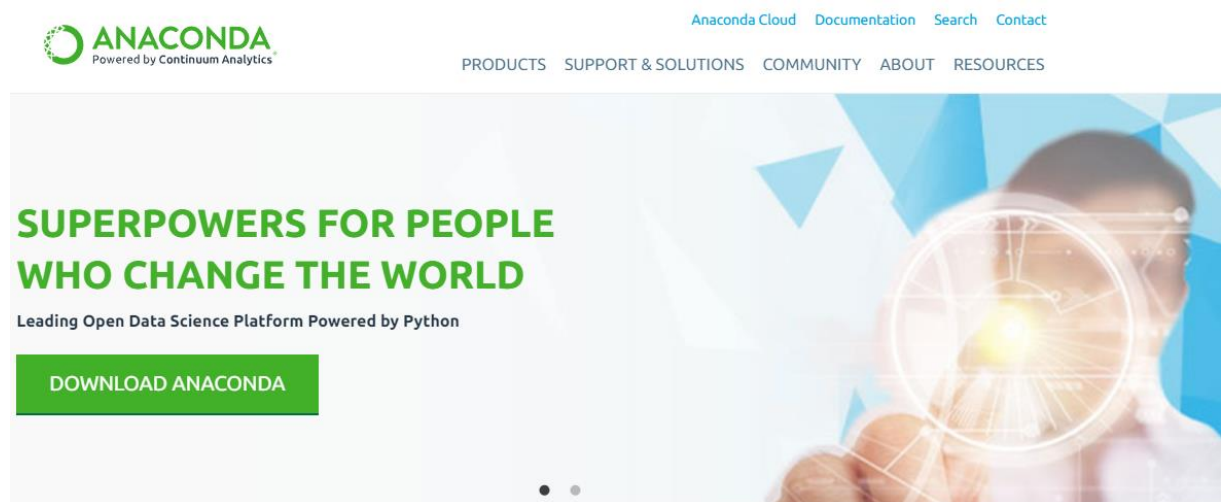 Anaconda Cloud Documentation Search Contact
ANACONDA
Powered by Continuum Analytics®
PRODUCTS SUPPORT & SOLUTIONS COMMUNITY ABOUT RESOURCES
SUPERPOWERS FOR PEOPLE
WHO CHANGE THE WORLD
Leading Open Data Science Platform Powered by Python
DOWNLOAD ANACONDA